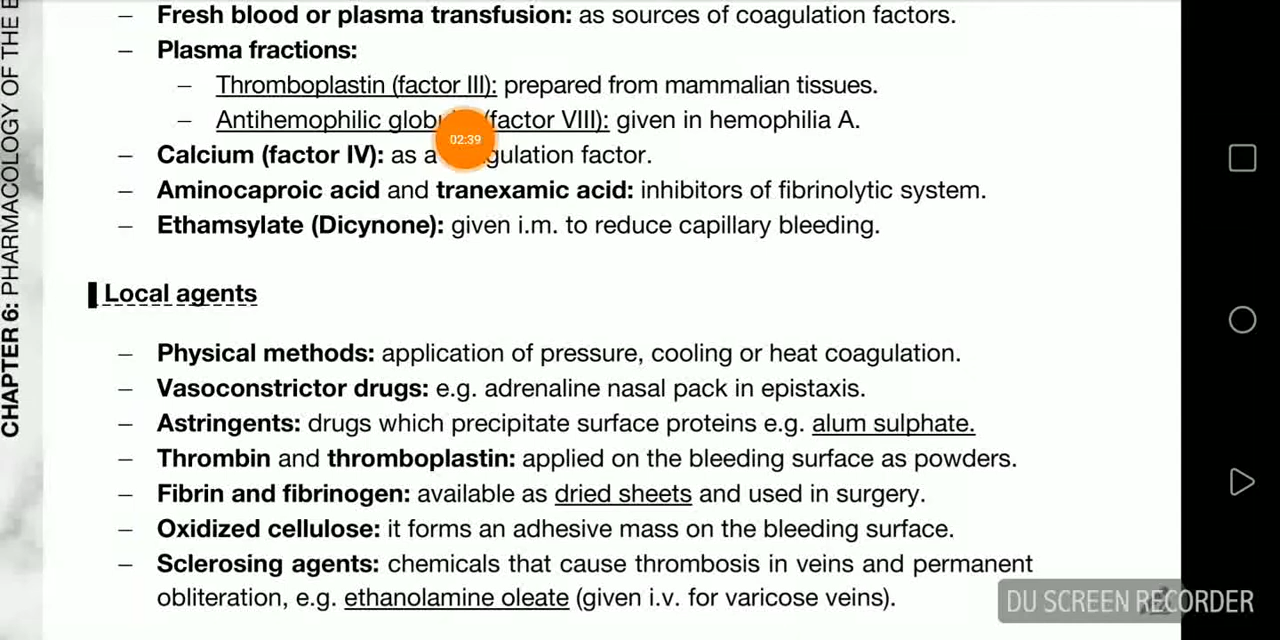 – Fresh blood or plasma transfusion: as sources of coagulation factors.
– Plasma fractions:
– Thromboplastin (factor III): prepared from mammalian tissues.
– Antihemophilic (factor VIII): given in hemophilia A.
02:39
– Calcium (factor IV): as a factor.
– Aminocaproic acid and tranexamic acid: inhibitors of fibrinolytic system.
– Ethamsylate (Dicynone): given i.m. to reduce capillary bleeding.
Local agents
– Physical methods: application of pressure, cooling or heat coagulation.
– Vasoconstrictor drugs: e.g. adrenaline nasal pack in epistaxis.
– Astringents: drugs which precipitate surface proteins e.g. alum sulphate.
– Thrombin and thromboplastin: applied on the bleeding surface as powders.
– Fibrin and fibrinogen: available as dried sheets and used in surgery.
– Oxidized cellulose: it forms an adhesive mass on the bleeding surface.
– Sclerosing agents: chemicals that cause thrombosis in veins and permanent
obliteration, e.g. ethanolamine oleate (given i.v. for varicose veins).
CHAPTER 6: PHARMACOLOGY OF THE
DU SCREEN RECORDER